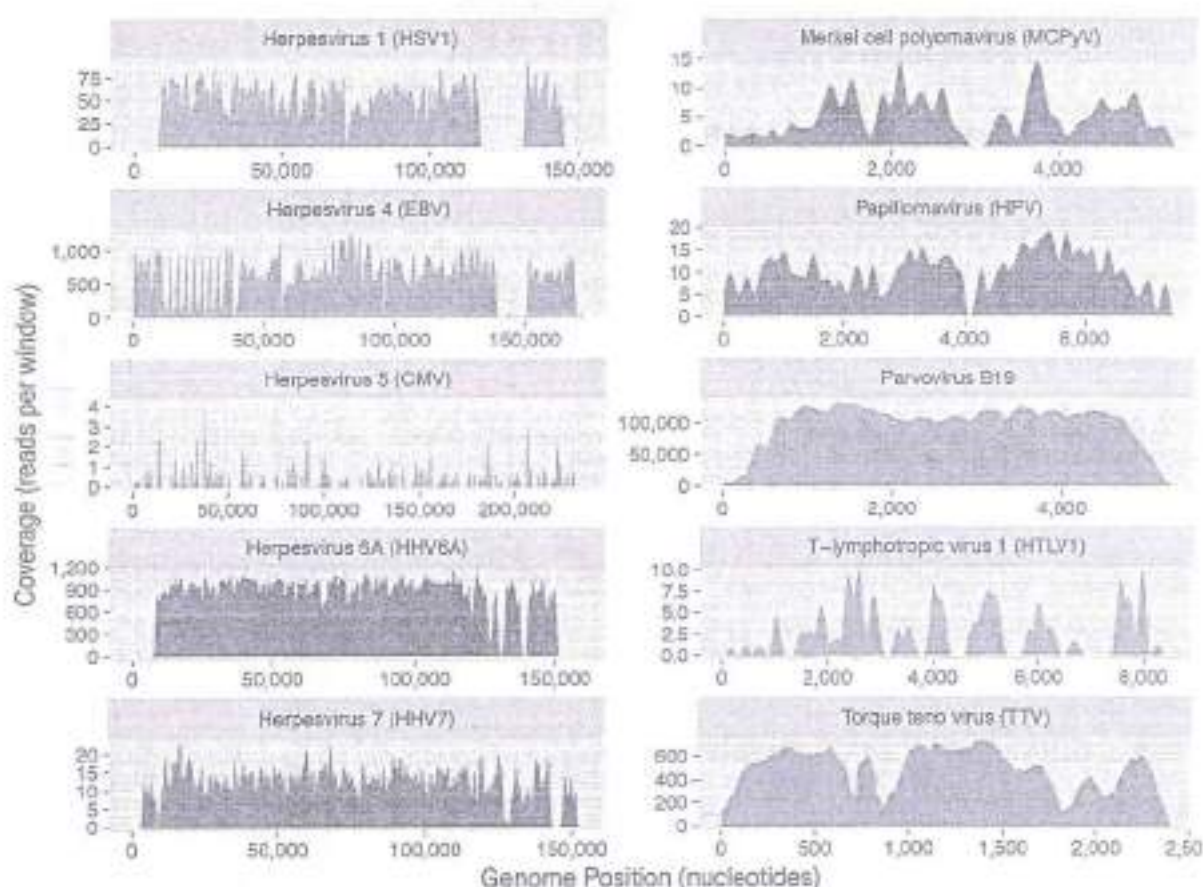 Coverage (reads per window)
Herpesvirus 1 (HSV1)
75
50
25
0
0 50,000 100,000 150,000
Herpesvirus 4 (EBV)
1,000
500
0
0 50,000 100,000 150,000
Herpesvirus 5 (CMV)
4
3
2
1
0
0 50,000 100,000 150,000 200,000
Herpesvirus 6A (HHV6A)
1,200
900
600
300
0
0 50,000 100,000 150,000
Herpesvirus 7 (HHV7)
20
15
10
5
0
0 50,000 100,000 150,000
Merkel cell polyomavirus (MCPyV)
15
10
5
0
0 2,000 4,000
Papillomavirus (HPV)
20
15
10
5
0
0 2,000 4,000 6,000
Parvovirus B19
100,000
50,000
0
0 2,000 4,000
T-lymphotropic virus 1 (HTLV1)
10.0
7.5
5.0
2.5
0.0
0 2,000 4,000 6,000 8,000
Torque teno virus (TTV)
600
400
200
0
0 500 1,000 1,500 2,000 2,50
Genome Position (nucleotides)